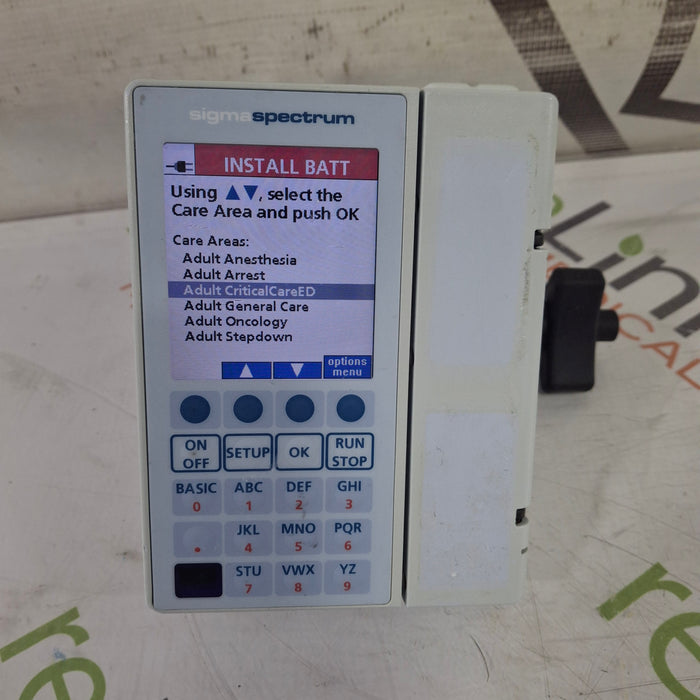 sigmaspectrum
INSTALL BATT
Using ▲▼, select the
Care Area and push OK
Care Areas:
Adult Anesthesia
Adult Arrest
Adult CriticalCareED
Adult General Care
Adult Oncology
Adult Stepdown
options
menu
ON
OFF
SETUP
OK
RUN
STOP
BASIC ABC DEF GHI
0 1 2 3
JKL MNO PQR
. 4 5 6
STU VWX YZ
7 8 9
re
re